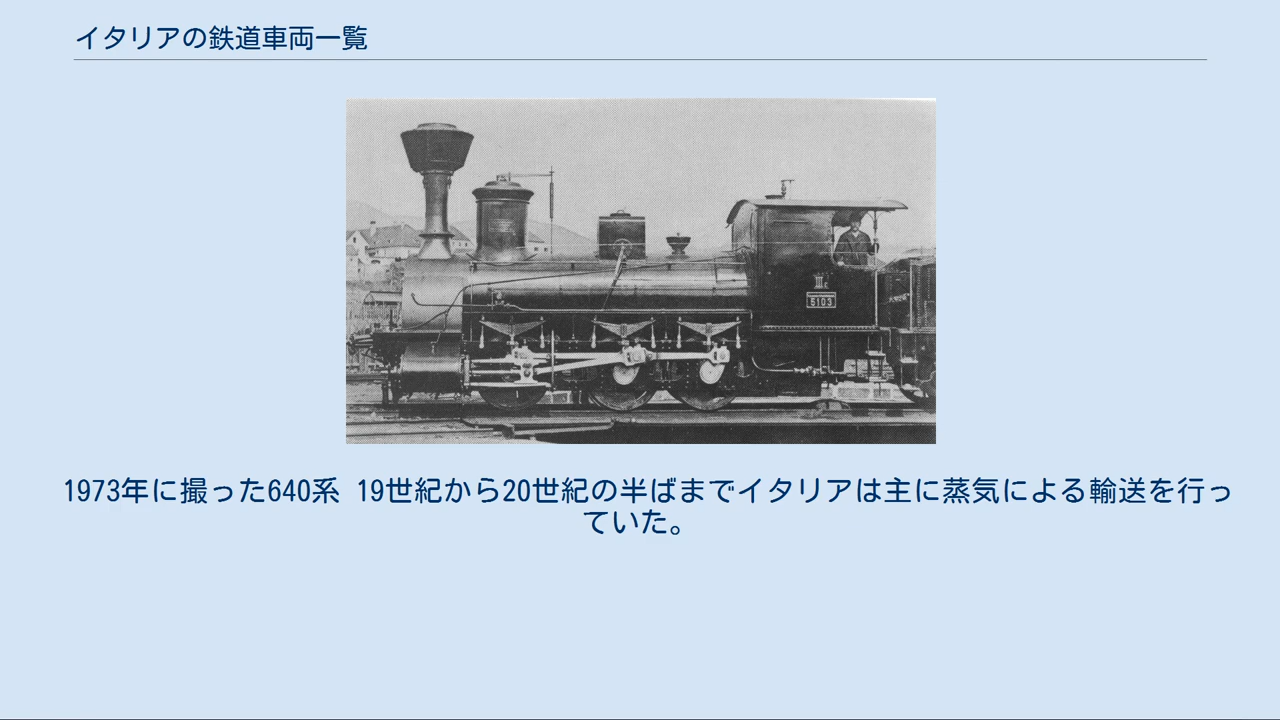 イタリアの鉄道車両一覧
5103
1973年に撮った640系 19世紀から20世紀の半ばまでイタリアは主に蒸気による輸送を行っ
ていた。